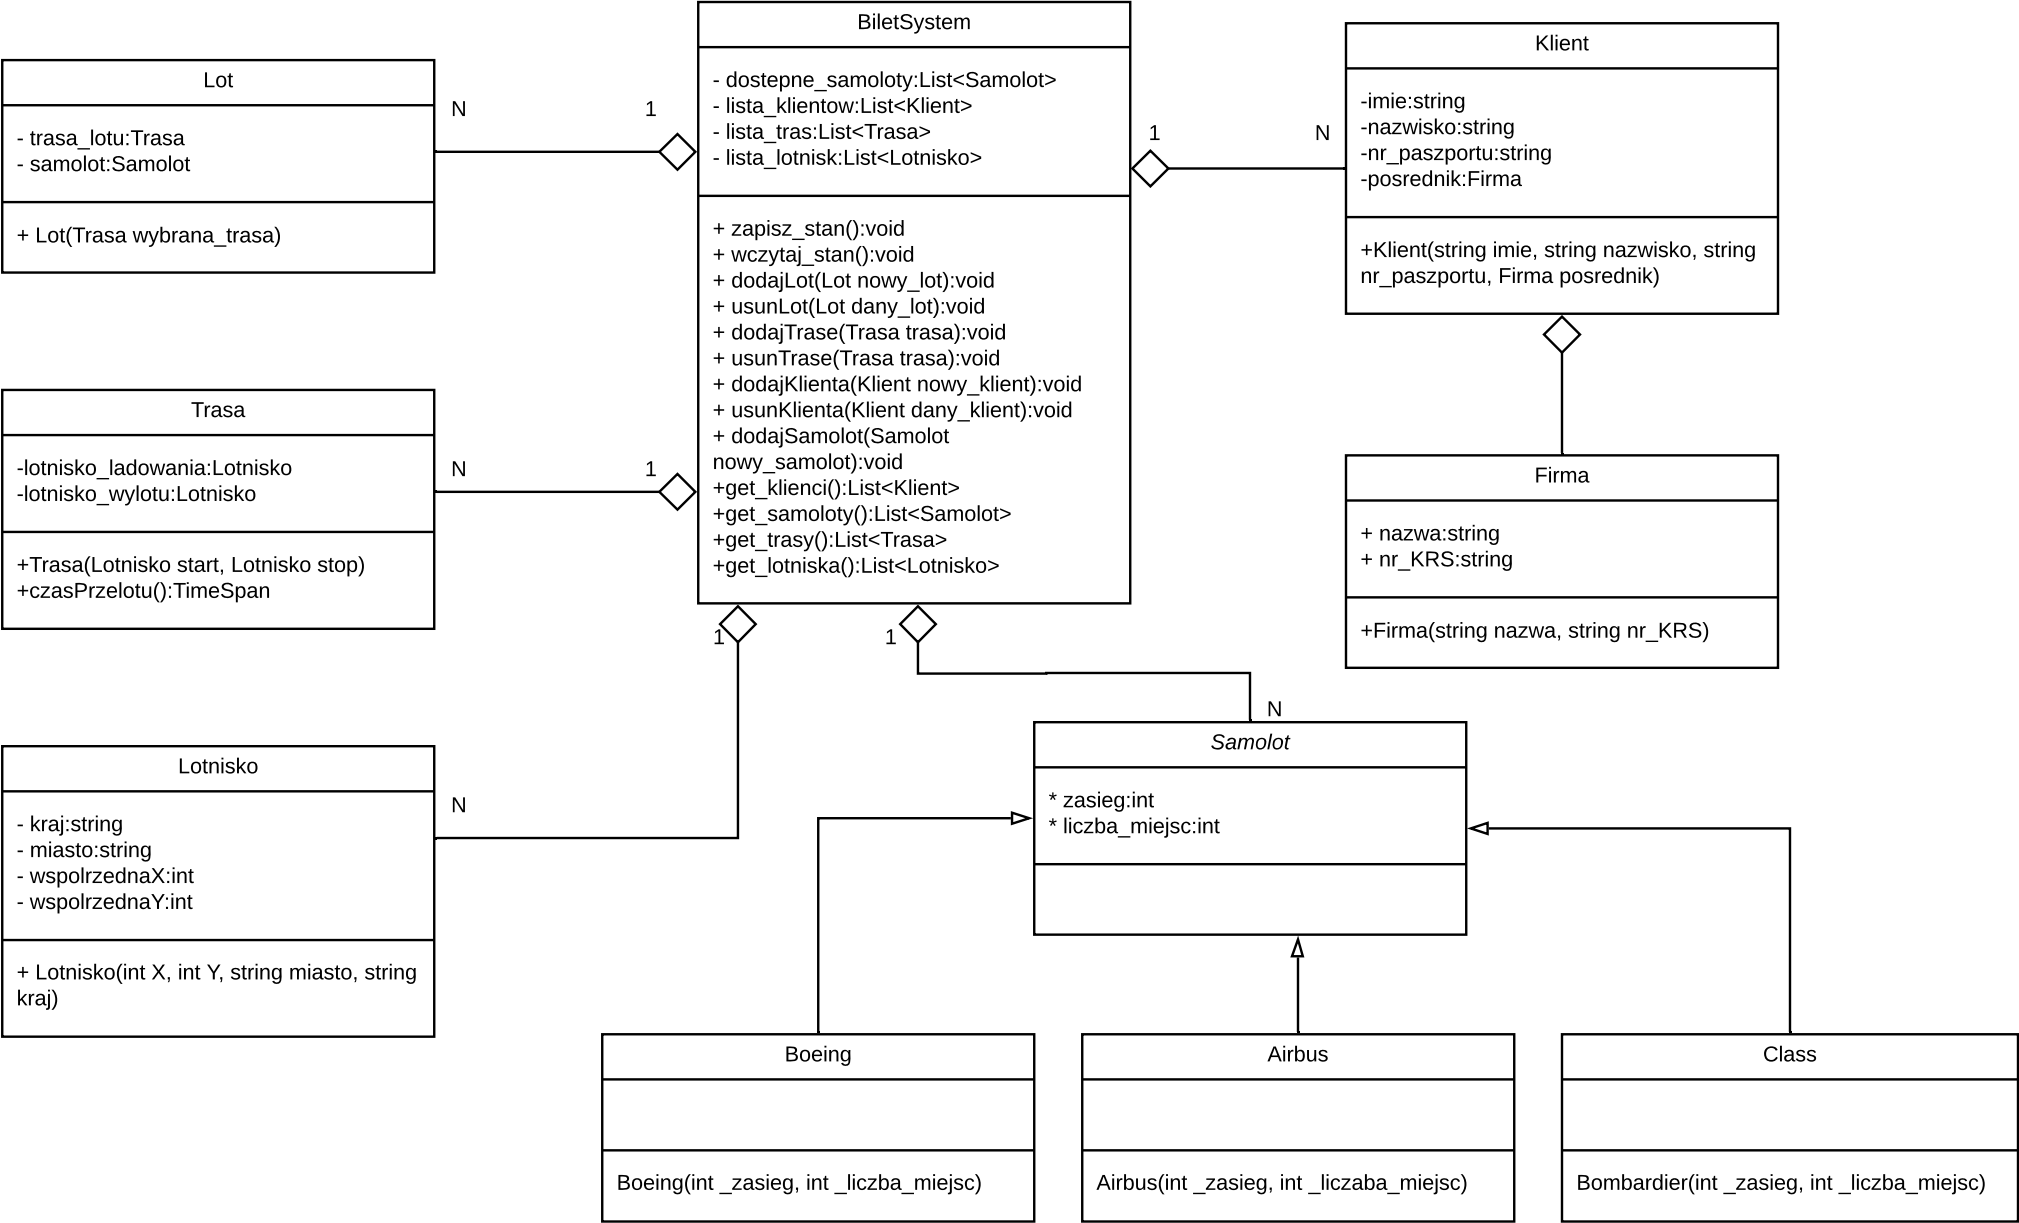 BiletSystem
- dostepne_samoloty:List<Samolot>
- lista_klientow:List<Klient>
- lista_tras:List<Trasa>
- lista_lotnisk:List<Lotnisko>
+ zapisz_stan():void
+ wczytaj_stan():void
+ dodajLot(Lot nowy_lot):void
+ usunLot(Lot dany_lot):void
+ dodajTrase(Trasa trasa):void
+ usunTrase(Trasa trasa):void
+ dodajKlienta(Klient nowy_klient):void
+ usunKlienta(Klient dany_klient):void
+ dodajSamolot(Samolot
nowy_samolot):void
+get_klienci():List<Klient>
+get_samoloty():List<Samolot>
+get_trasy():List<Trasa>
+get_lotniska():List<Lotnisko>
Lot
- trasa_lotu:Trasa
- samolot:Samolot
+ Lot(Trasa wybrana_trasa)
N
1
Trasa
-lotnisko_ladowania:Lotnisko
-lotnisko_wylotu:Lotnisko
+Trasa(Lotnisko start, Lotnisko stop)
+czasPrzelotu():TimeSpan
N
1
Lotnisko
- kraj:string
- miasto:string
- wspolrzednaX:int
- wspolrzednaY:int
+ Lotnisko(int X, int Y, string miasto, string
kraj)
N
1
1
N
Klient
-imie:string
-nazwisko:string
-nr_paszportu:string
-posrednik:Firma
+Klient(string imie, string nazwisko, string
nr_paszportu, Firma posrednik)
1
N
Firma
+ nazwa:string
+ nr_KRS:string
+Firma(string nazwa, string nr_KRS)
Samolot
* zasieg:int
* liczba_miejsc:int
Boeing
Boeing(int _zasieg, int _liczba_miejsc)
Airbus
Airbus(int _zasieg, int _liczaba_miejsc)
Class
Bombardier(int _zasieg, int _liczba_miejsc)